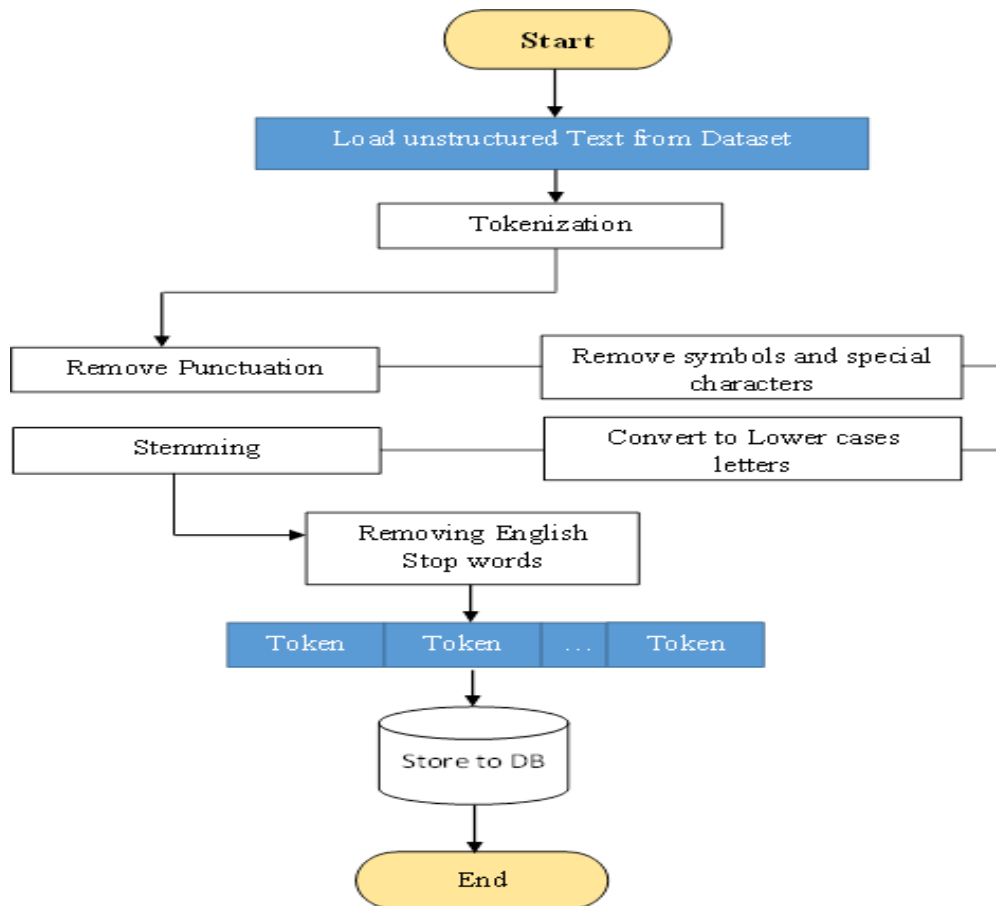 Start
Load unstructured Text from Dataset
Tokenization
Remove Punctuation
Remove symbols and special
characters
Convert to Lower cases
letters
Stemming
Removing English
Stop words
Token Token ... Token
Store to DB
End